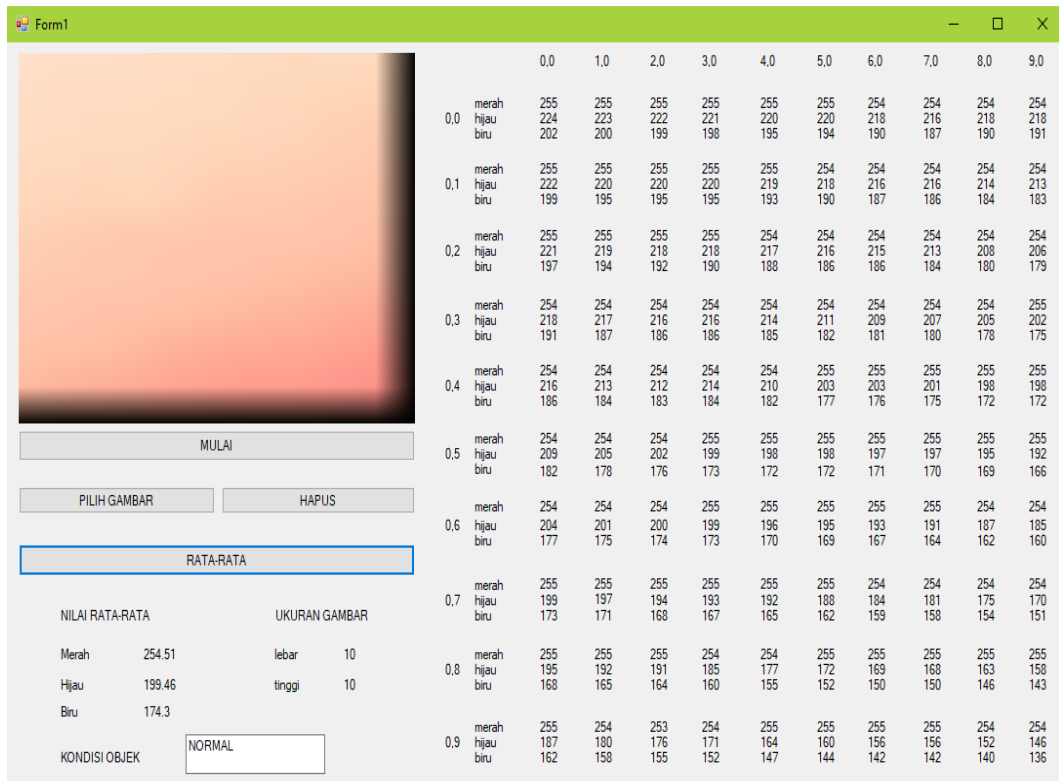 Form1
0,0 1,0 2,0 3,0 4,0 5,0 6,0 7,0 8,0 9,0
merah 255 255 255 255 255 255 254 254 254 254
0,0 hijau 224 223 222 221 220 220 218 216 218 218
biru 202 200 199 198 195 194 190 187 190 191
merah 255 255 255 255 255 254 254 254 254 254
0,1 hijau 222 220 220 220 219 218 216 216 214 213
biru 199 195 195 195 193 190 187 186 184 183
merah 255 255 255 255 254 254 254 254 254 254
0,2 hijau 221 219 218 218 217 216 215 213 208 206
biru 197 194 192 190 188 186 186 184 180 179
merah 254 254 254 254 254 254 254 254 254 255
0,3 hijau 218 217 216 216 214 211 209 207 205 202
biru 191 187 186 186 185 182 181 180 178 175
merah 254 254 254 254 254 254 255 255 255 255
0,4 hijau 216 213 212 214 210 203 203 201 198 198
biru 186 184 183 184 182 177 176 175 172 172
merah 254 254 254 255 255 255 255 255 255 255
0,5 hijau 209 205 202 199 198 198 197 197 195 192
biru 182 178 176 173 172 172 171 170 169 166
merah 254 254 255 255 255 255 255 255 254 254
0,6 hijau 204 201 200 199 196 195 193 191 187 185
biru 177 175 174 173 170 169 167 164 162 160
merah 255 255 255 255 255 255 254 254 254 254
0,7 hijau 199 197 194 193 192 188 184 181 175 170
biru 173 171 168 167 165 162 159 158 154 151
merah 255 255 255 254 254 254 255 255 255 255
0,8 hijau 195 192 191 185 177 172 169 168 163 158
biru 168 165 164 160 155 152 150 150 146 143
merah 255 254 253 254 255 255 255 255 254 254
0,9 hijau 187 180 176 171 164 160 156 156 152 146
biru 162 158 155 152 147 144 142 142 140 136
MULAI
PILIH GAMBAR HAPUS
RATA-RATA
NILAI RATA-RATA UKURAN GAMBAR
Merah 254.51 lebar 10
Hijau 199.46 tinggi 10
Biru 174.3
KONDISI OBJEK NORMAL